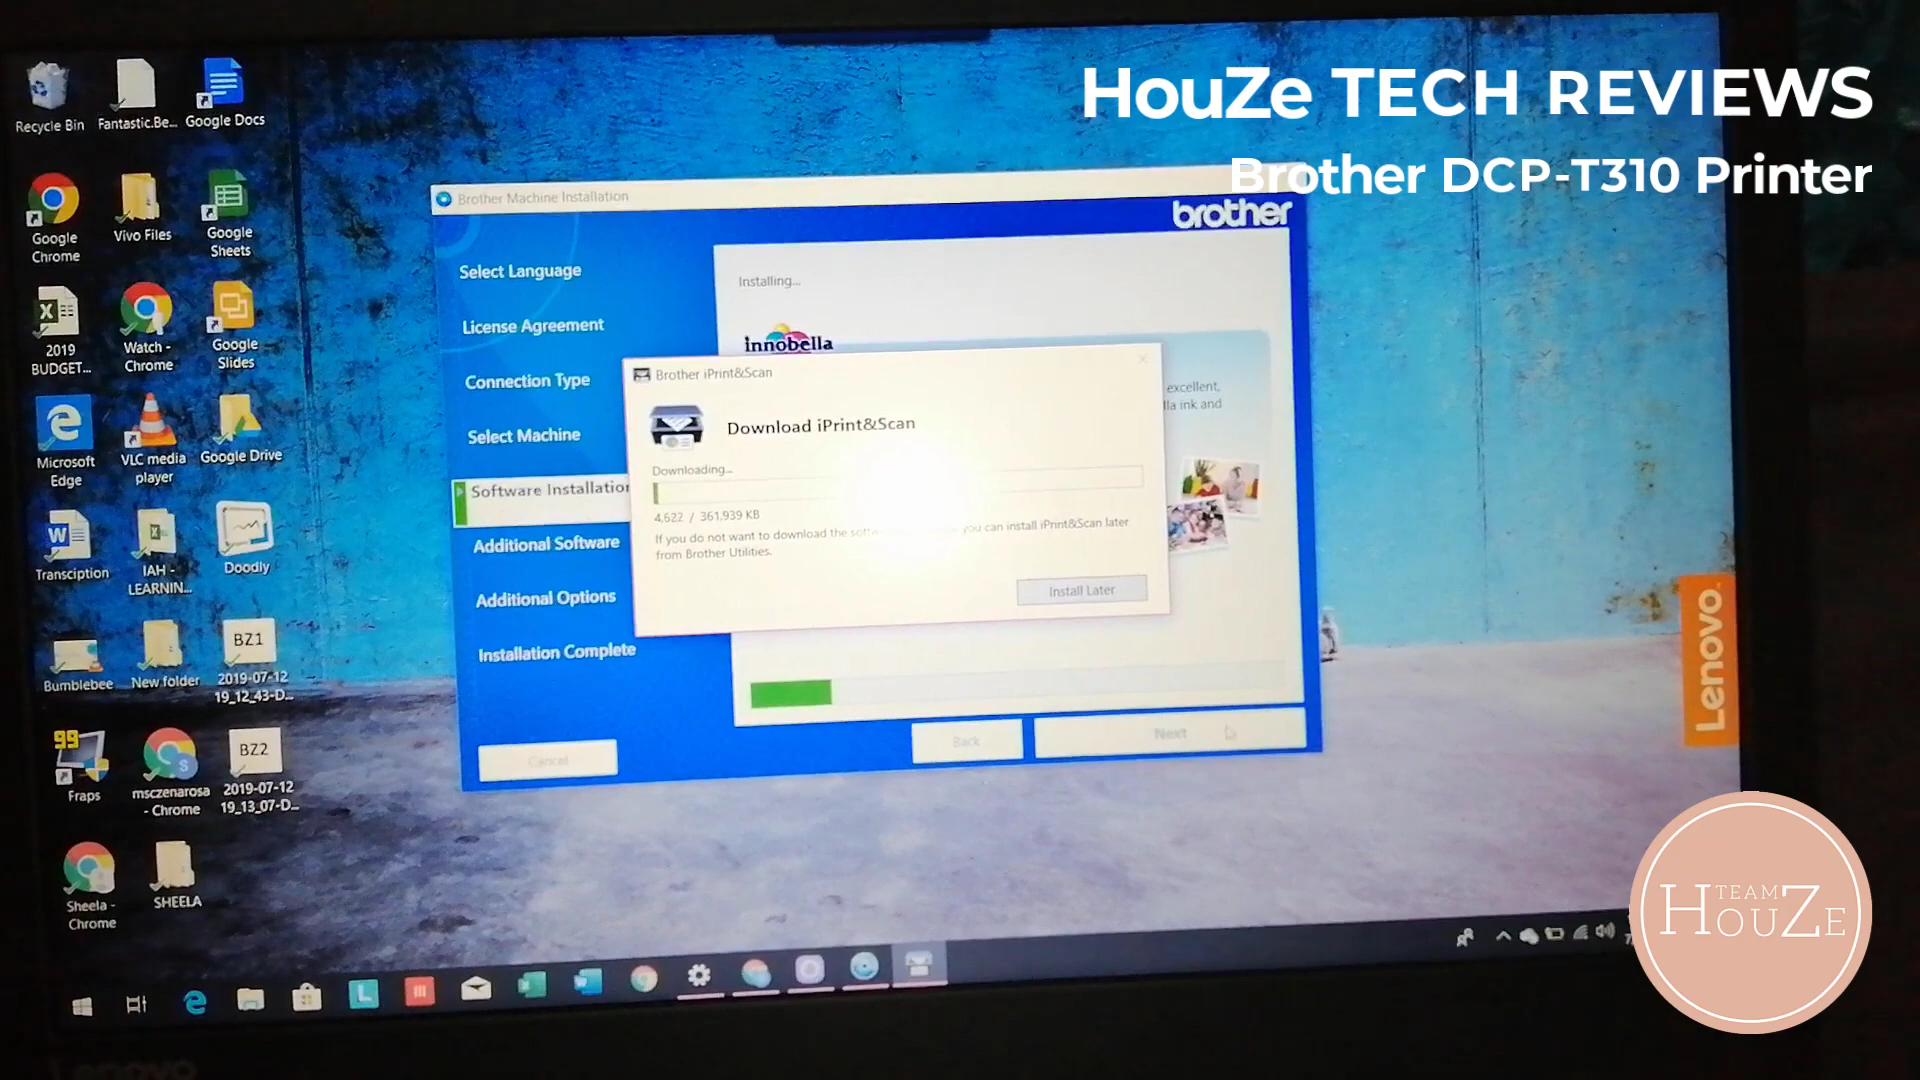 HouZe TECH REVIEWS
Brother DCP-T310 Printer
Recycle Bin
Fantastic.Be...
Google Docs
Google
Chrome
Vivo Files
Google
Sheets
2019
BUDGET...
Watch -
Chrome
Google
Slides
Microsoft
Edge
VLC media
player
Google Drive
Transciption
IAH -
LEARNIN...
Doodly
Bumblebee
New folder
BZ1
2019-07-12
19_12_43-D...
99
Fraps
msczenarosa
- Chrome
BZ2
2019-07-12
19_13_07-D...
Sheela -
Chrome
SHEELA
Brother Machine Installation
brother
Select Language
License Agreement
Connection Type
Select Machine
Software Installation
Additional Software
Additional Options
Installation Complete
Installing...
innobella
excellent,
ink and
Brother iPrint&Scan
Download iPrint&Scan
Downloading...
4,622 / 361,939 KB
If you do not want to download the you can install iPrint&Scan later
from Brother Utilities.
Install Later
Cancel
Back
Next
Lenovo
TEAM
HOUZE
Lenovo